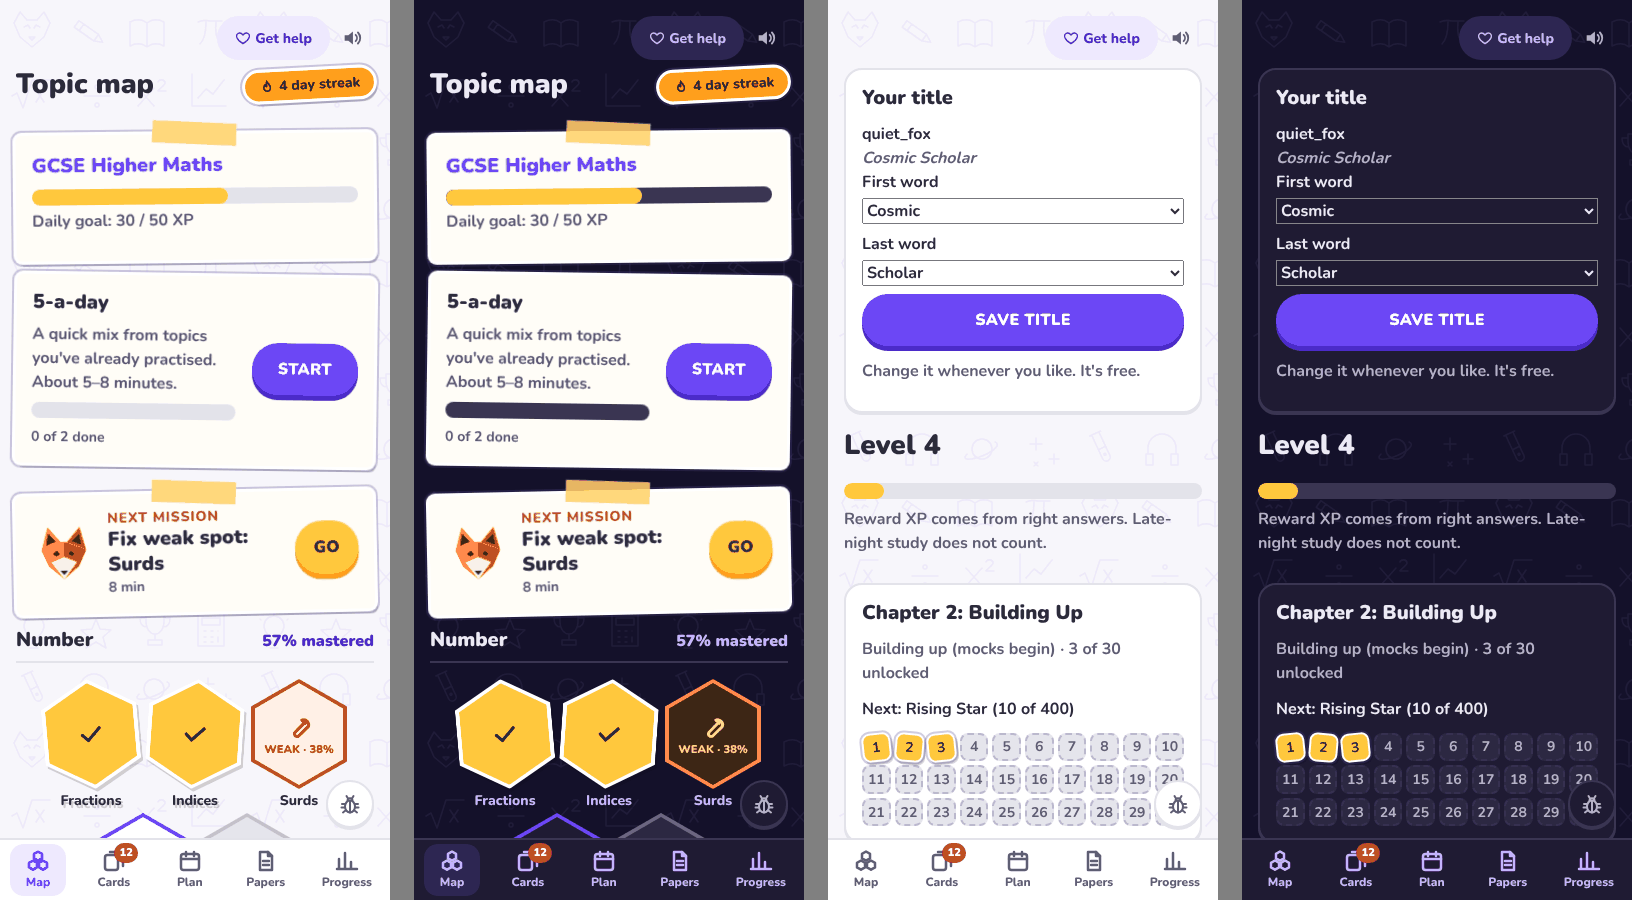 Get help
Topic map
4 day streak
GCSE Higher Maths
Daily goal: 30 / 50 XP
5-a-day
A quick mix from topics
you've already practised.
About 5–8 minutes.
START
0 of 2 done
NEXT MISSION
Fix weak spot:
Surds
8 min
GO
Number
57% mastered
WEAK · 38%
Fractions
Indices
Surds
12
Map
Cards
Plan
Papers
Progress
Get help
Topic map
4 day streak
GCSE Higher Maths
Daily goal: 30 / 50 XP
5-a-day
A quick mix from topics
you've already practised.
About 5–8 minutes.
START
0 of 2 done
NEXT MISSION
Fix weak spot:
Surds
8 min
GO
Number
57% mastered
WEAK · 38%
Fractions
Indices
Surds
12
Map
Cards
Plan
Papers
Progress
Get help
Your title
quiet_fox
Cosmic Scholar
First word
Cosmic
Last word
Scholar
SAVE TITLE
Change it whenever you like. It's free.
Level 4
Reward XP comes from right answers. Late-
night study does not count.
Chapter 2: Building Up
Building up (mocks begin) · 3 of 30
unlocked
Next: Rising Star (10 of 400)
1 2 3 4 5 6 7 8 9 10
11 12 13 14 15 16 17 18 19 20
21 22 23 24 25 26 27 28 29
12
Map
Cards
Plan
Papers
Progress
Get help
Your title
quiet_fox
Cosmic Scholar
First word
Cosmic
Last word
Scholar
SAVE TITLE
Change it whenever you like. It's free.
Level 4
Reward XP comes from right answers. Late-
night study does not count.
Chapter 2: Building Up
Building up (mocks begin) · 3 of 30
unlocked
Next: Rising Star (10 of 400)
1 2 3 4 5 6 7 8 9 10
11 12 13 14 15 16 17 18 19 20
21 22 23 24 25 26 27 28 29
12
Map
Cards
Plan
Papers
Progress